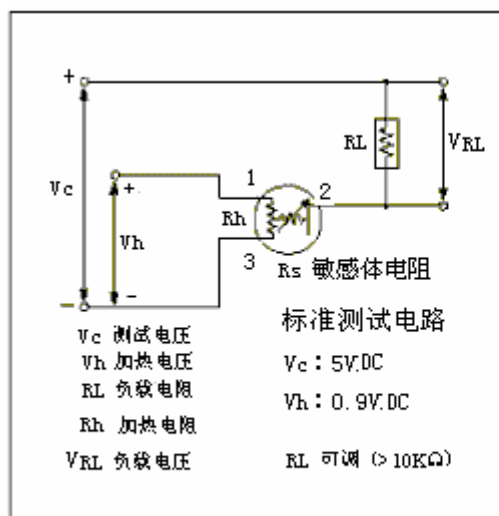 +
RL
VRL
Vc
1
+
2
Rh
Vh
3
Rs 敏感体电阻
-
-
标准测试电路
Vc 测试电压
Vh 加热电压
RL 负载电阻
Rh 加热电阻
VRL 负载电压
Vc：5V.DC
Vh：0.9V.DC
RL 可调（>10KΩ）